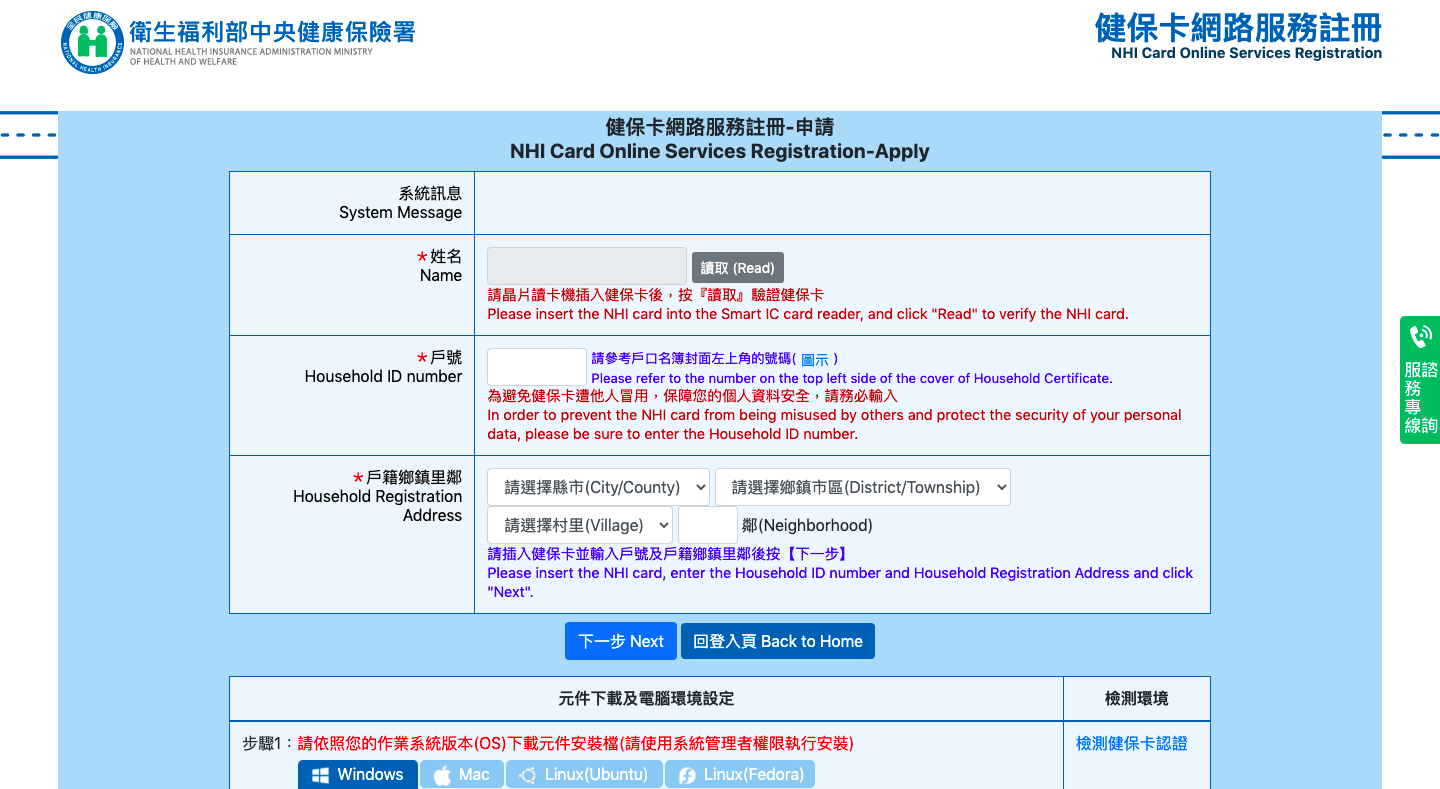 衛生福利部中央健康保險署
NATIONAL HEALTH INSURANCE ADMINISTRATION MINISTRY
OF HEALTH AND WELFARE
健保卡網路服務註冊
NHI Card Online Services Registration
健保卡網路服務註冊-申請
NHI Card Online Services Registration-Apply
系統訊息
System Message
*姓名
Name
讀取 (Read)
請晶片讀卡機插入健保卡後，按『讀取』驗證健保卡
Please insert the NHI card into the Smart IC card reader, and click "Read" to verify the NHI card.
*戶號
Household ID number
請參考戶口名簿封面左上角的號碼( 圖示 )
Please refer to the number on the top left side of the cover of Household Certificate.
為避免健保卡遭他人冒用，保障您的個人資料安全，請務必輸入
In order to prevent the NHI card from being misused by others and protect the security of your personal
data, please be sure to enter the Household ID number.
*戶籍鄉鎮里鄰
Household Registration
Address
請選擇縣市(City/County) 請選擇鄉鎮市區(District/Township)
請選擇村里(Village) 鄰(Neighborhood)
請插入健保卡並輸入戶號及戶籍鄉鎮里鄰後按【下一步】
Please insert the NHI card, enter the Household ID number and Household Registration Address and click
"Next".
下一步 Next 回登入頁 Back to Home
諮詢
服務專線
元件下載及電腦環境設定 檢測環境
步驟1：請依照您的作業系統版本(OS)下載元件安裝檔(請使用系統管理者權限執行安裝) 檢測健保卡認證
Windows Mac Linux(Ubuntu) Linux(Fedora)